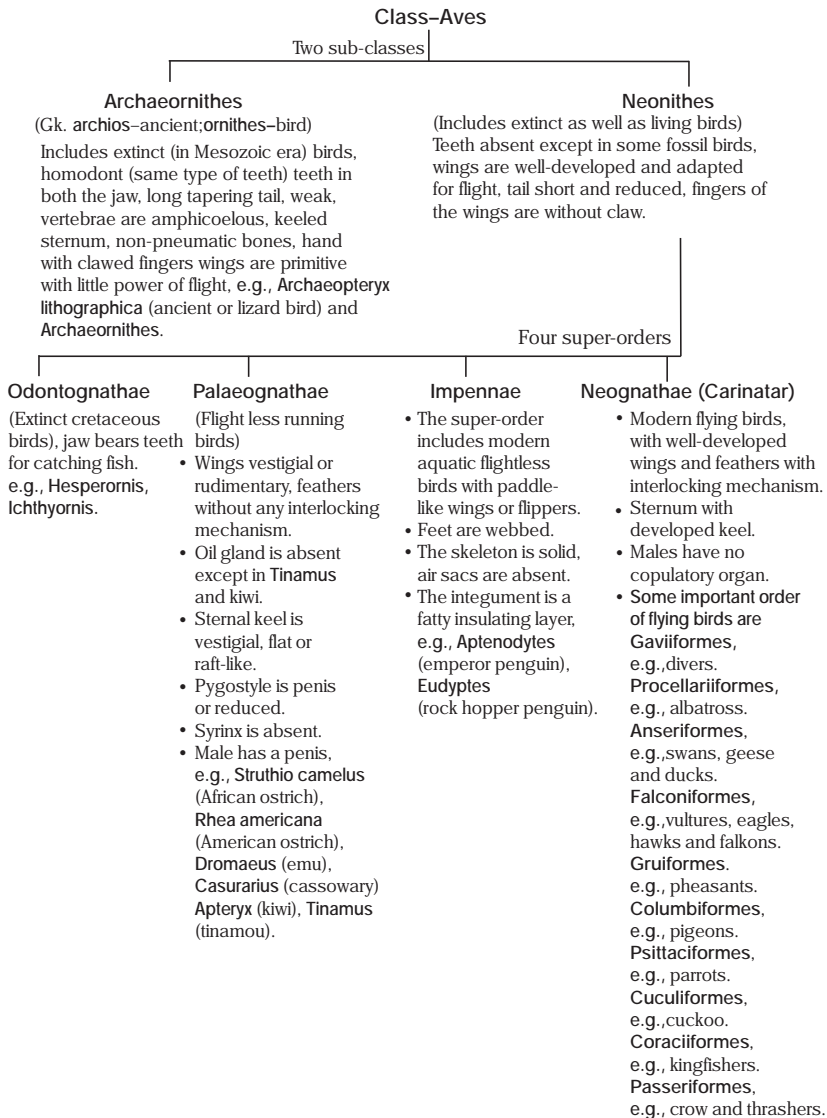 Class–Aves
Two sub-classes
Archaeornithes
(Gk. archios–ancient;ornithes–bird)
Includes extinct (in Mesozoic era) birds,
homodont (same type of teeth) teeth in
both the jaw, long tapering tail, weak,
vertebrae are amphicoelous, keeled
sternum, non-pneumatic bones, hand
with clawed fingers wings are primitive
with little power of flight, e.g., Archaeopteryx
lithographica (ancient or lizard bird) and
Archaeornithes.
Neonithes
(Includes extinct as well as living birds)
Teeth absent except in some fossil birds,
wings are well-developed and adapted
for flight, tail short and reduced, fingers of
the wings are without claw.
Four super-orders
Odontognathae
(Extinct cretaceous
birds), jaw bears teeth
for catching fish.
e.g., Hesperornis,
Ichthyornis.
Palaeognathae
(Flight less running
birds)
• Wings vestigial or
rudimentary, feathers
without any interlocking
mechanism.
• Oil gland is absent
except in Tinamus
and kiwi.
• Sternal keel is
vestigial, flat or
raft-like.
• Pygostyle is penis
or reduced.
• Syrinx is absent.
• Male has a penis,
e.g., Struthio camelus
(African ostrich),
Rhea americana
(American ostrich),
Dromaeus (emu),
Casurarius (cassowary)
Apteryx (kiwi), Tinamus
(tinamou).
Impennae
• The super-order
includes modern
aquatic flightless
birds with paddle-
like wings or flippers.
• Feet are webbed.
• The skeleton is solid,
air sacs are absent.
• The integument is a
fatty insulating layer,
e.g., Aptenodytes
(emperor penguin),
Eudyptes
(rock hopper penguin).
Neognathae (Carinatar)
• Modern flying birds,
with well-developed
wings and feathers with
interlocking mechanism.
• Sternum with
developed keel.
• Males have no
copulatory organ.
• Some important order
of flying birds are
Gaviiformes,
e.g.,divers.
Procellariiformes,
e.g., albatross.
Anseriformes,
e.g.,swans, geese
and ducks.
Falconiformes,
e.g.,vultures, eagles,
hawks and falkons.
Gruiformes.
e.g., pheasants.
Columbiformes,
e.g., pigeons.
Psittaciformes,
e.g., parrots.
Cuculiformes,
e.g.,cuckoo.
Coraciiformes,
e.g., kingfishers.
Passeriformes,
e.g., crow and thrashers.